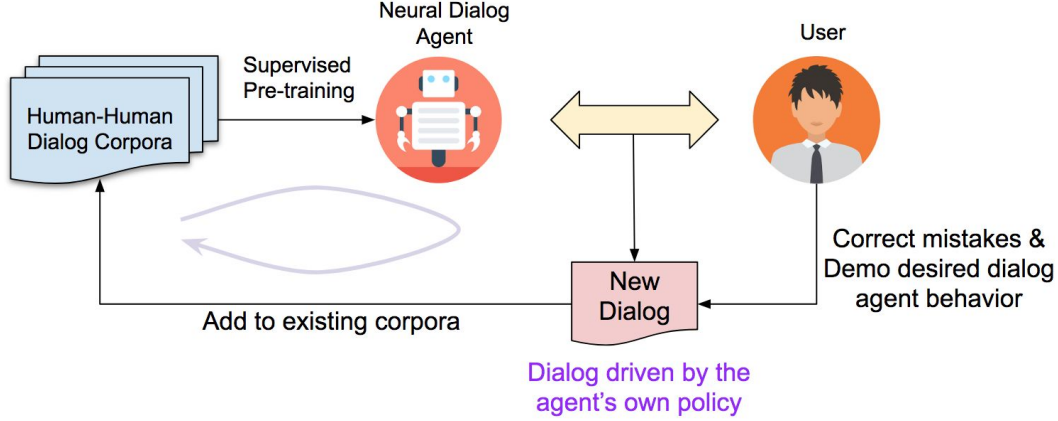 Neural Dialog
Agent
User
Supervised
Pre-training
Human-Human
Dialog Corpora
Correct mistakes &
Demo desired dialog
agent behavior
New
Dialog
Add to existing corpora
Dialog driven by the
agent's own policy